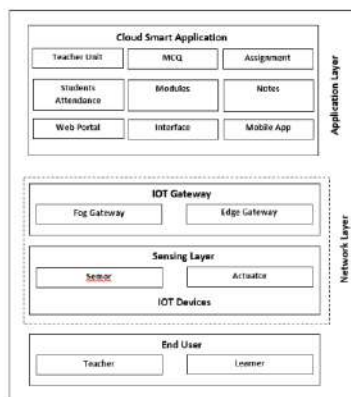 Cloud Smart Application
Teacher Unit
MCQ
Assignment
Students
Attendance
Modules
Notes
Web Portal
Interface
Mobile App
Application Layer
IOT Gateway
Fog Gateway
Edge Gateway
Sensing Layer
Semor
Actuator
IOT Devices
Network Layer
End User
Teacher
Learner